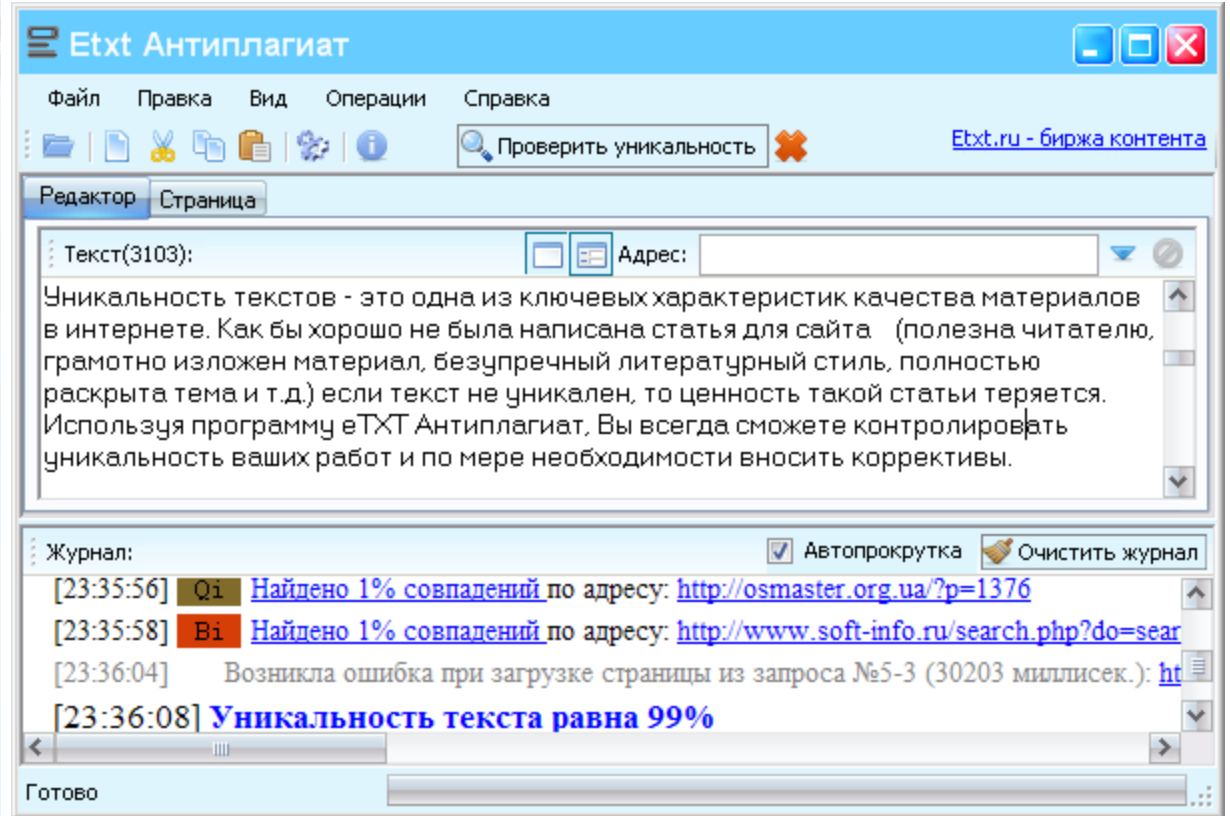 Etxt Антиплагиат
Файл Правка Вид Операции Справка
Проверить уникальность Etxt.ru - биржа контента
Редактор Страница
Текст(3103): Адрес:
Уникальность текстов - это одна из ключевых характеристик качества материалов
в интернете. Как бы хорошо не была написана статья для сайта (полезна читателю,
грамотно изложен материал, безупречный литературный стиль, полностью
раскрыта тема и т.д.) если текст не уникален, то ценность такой статьи теряется.
Используя программу eTXT Антиплагиат, Вы всегда сможете контролировать
уникальность ваших работ и по мере необходимости вносить коррективы.
Журнал: Автопрокрутка Очистить журнал
[23:35:56] Qi Найдено 1% совпадений по адресу: http://osmaster.org.ua/?p=1376
[23:35:58] Bi Найдено 1% совпадений по адресу: http://www.soft-info.ru/search.php?do=sear
[23:36:04] Возникла ошибка при загрузке страницы из запроса №5-3 (30203 миллисек.): ht
[23:36:08] Уникальность текста равна 99%
Готово